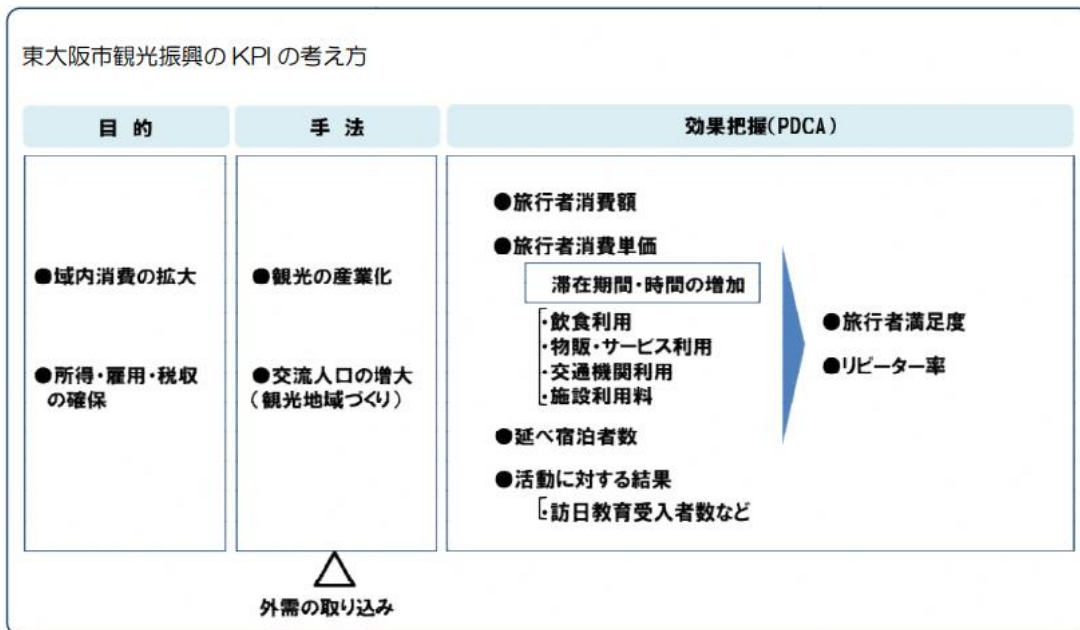 東大阪市観光振興のKPIの考え方
目的
手法
効果把握(PDCA)
●域内消費の拡大
●所得・雇用・税収
の確保
●観光の産業化
●交流人口の増大
(観光地域づくり)
●旅行者消費額
●旅行者消費単価
滞在期間・時間の増加
・飲食利用
・物販・サービス利用
・交通機関利用
・施設利用料
●延べ宿泊者数
●活動に対する結果
・訪日教育受入者数など
●旅行者満足度
●リピーター率
外需の取り込み